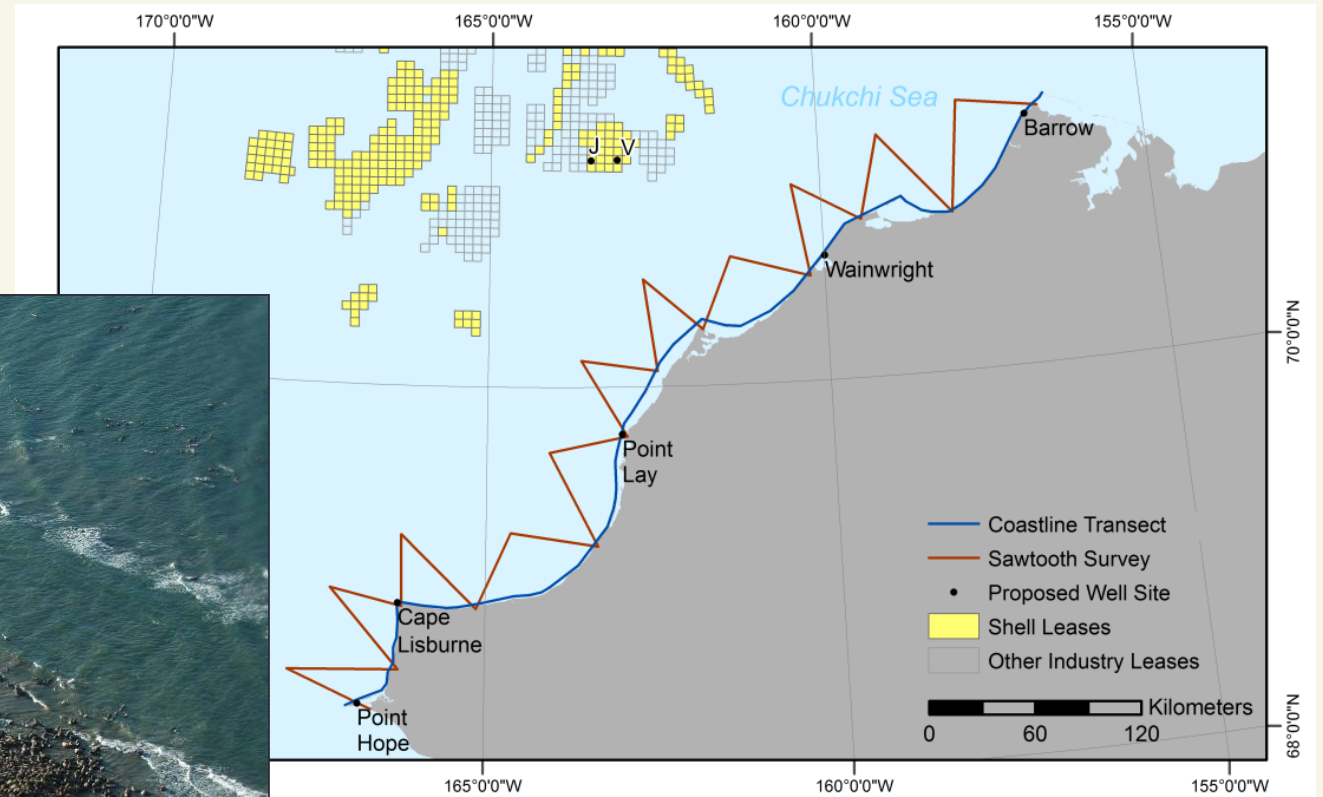 170°0'0"W
165°0'0"W
160°0'0"W
155°0'0"W
Chukchi Sea
Barrow
J V
Wainwright
70°0'0"N
Point
Lay
Coastline Transect
Sawtooth Survey
Proposed Well Site
Shell Leases
Other Industry Leases
Cape
Lisburne
Kilometers
0 60 120
Point
Hope
68°0'0"N
165°0'0"W
160°0'0"W
155°0'0"W